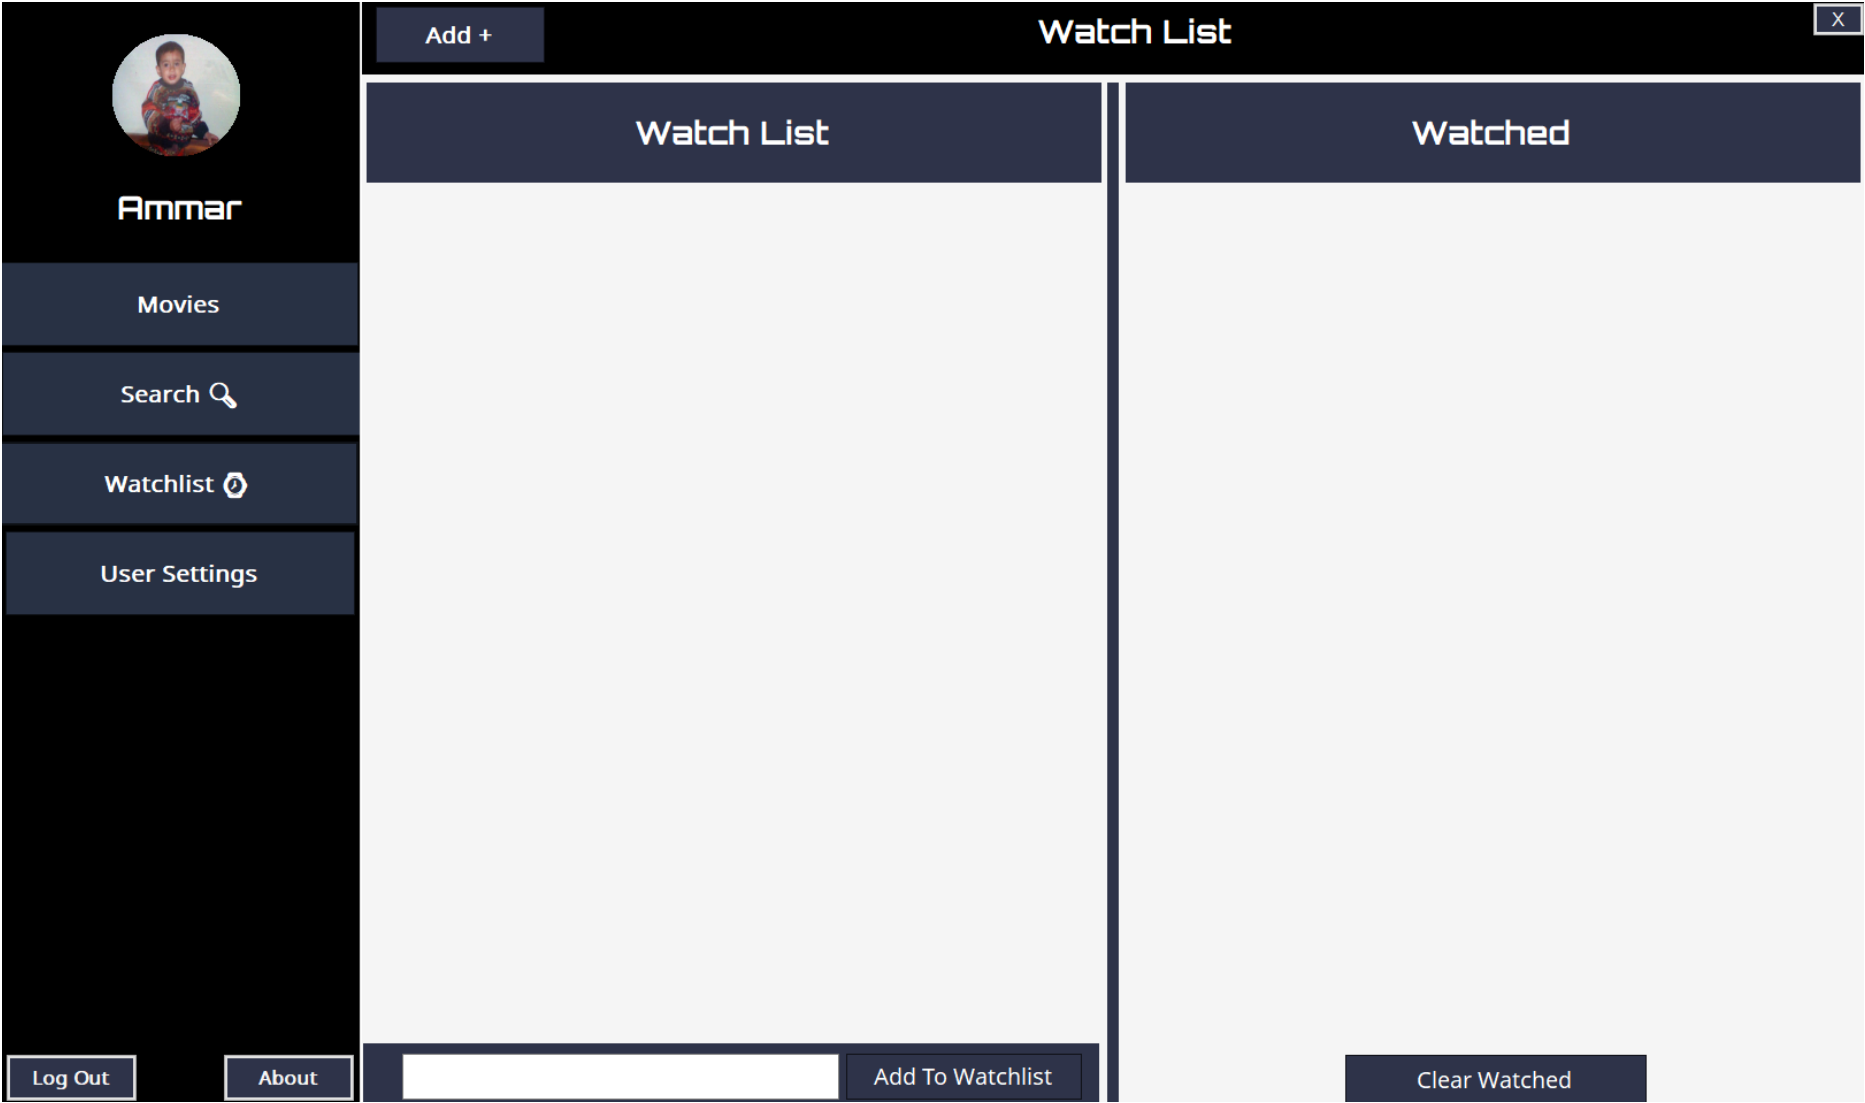 Ammar
Movies
Search
Watchlist
User Settings
Log Out
About
Add +
Watch List
X
Watch List
Watched
Add To Watchlist
Clear Watched